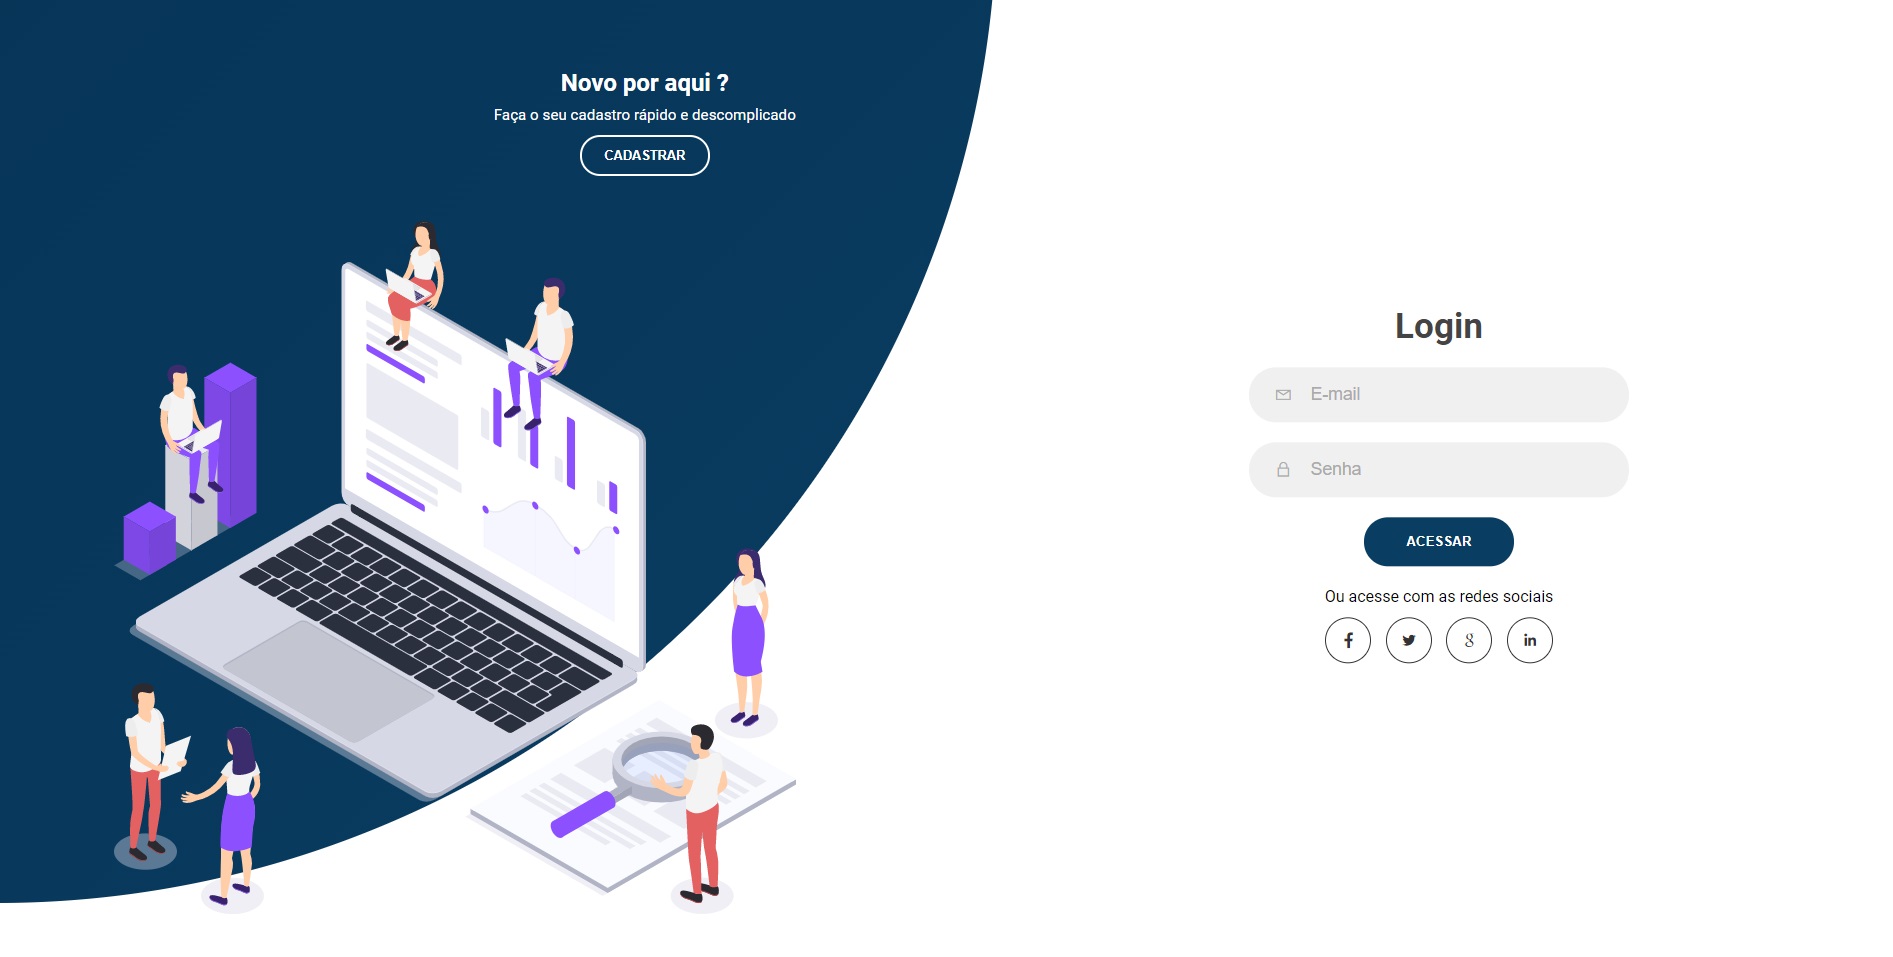 Novo por aqui ?
Faça o seu cadastro rápido e descomplicado
CADASTRAR
Login
E-mail
Senha
ACESSAR
Ou acesse com as redes sociais